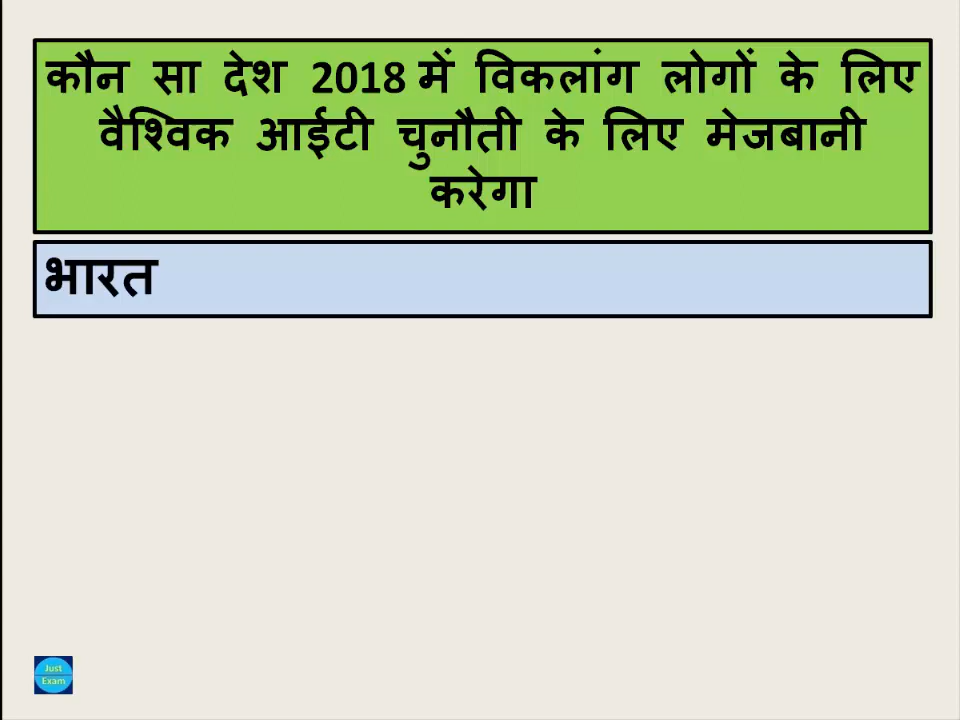 कौन सा देश 2018 में विकलांग लोगों के लिए
वैश्विक आईटी चुनौती के लिए मेजबानी
करेगा
भारत
Just
Exam